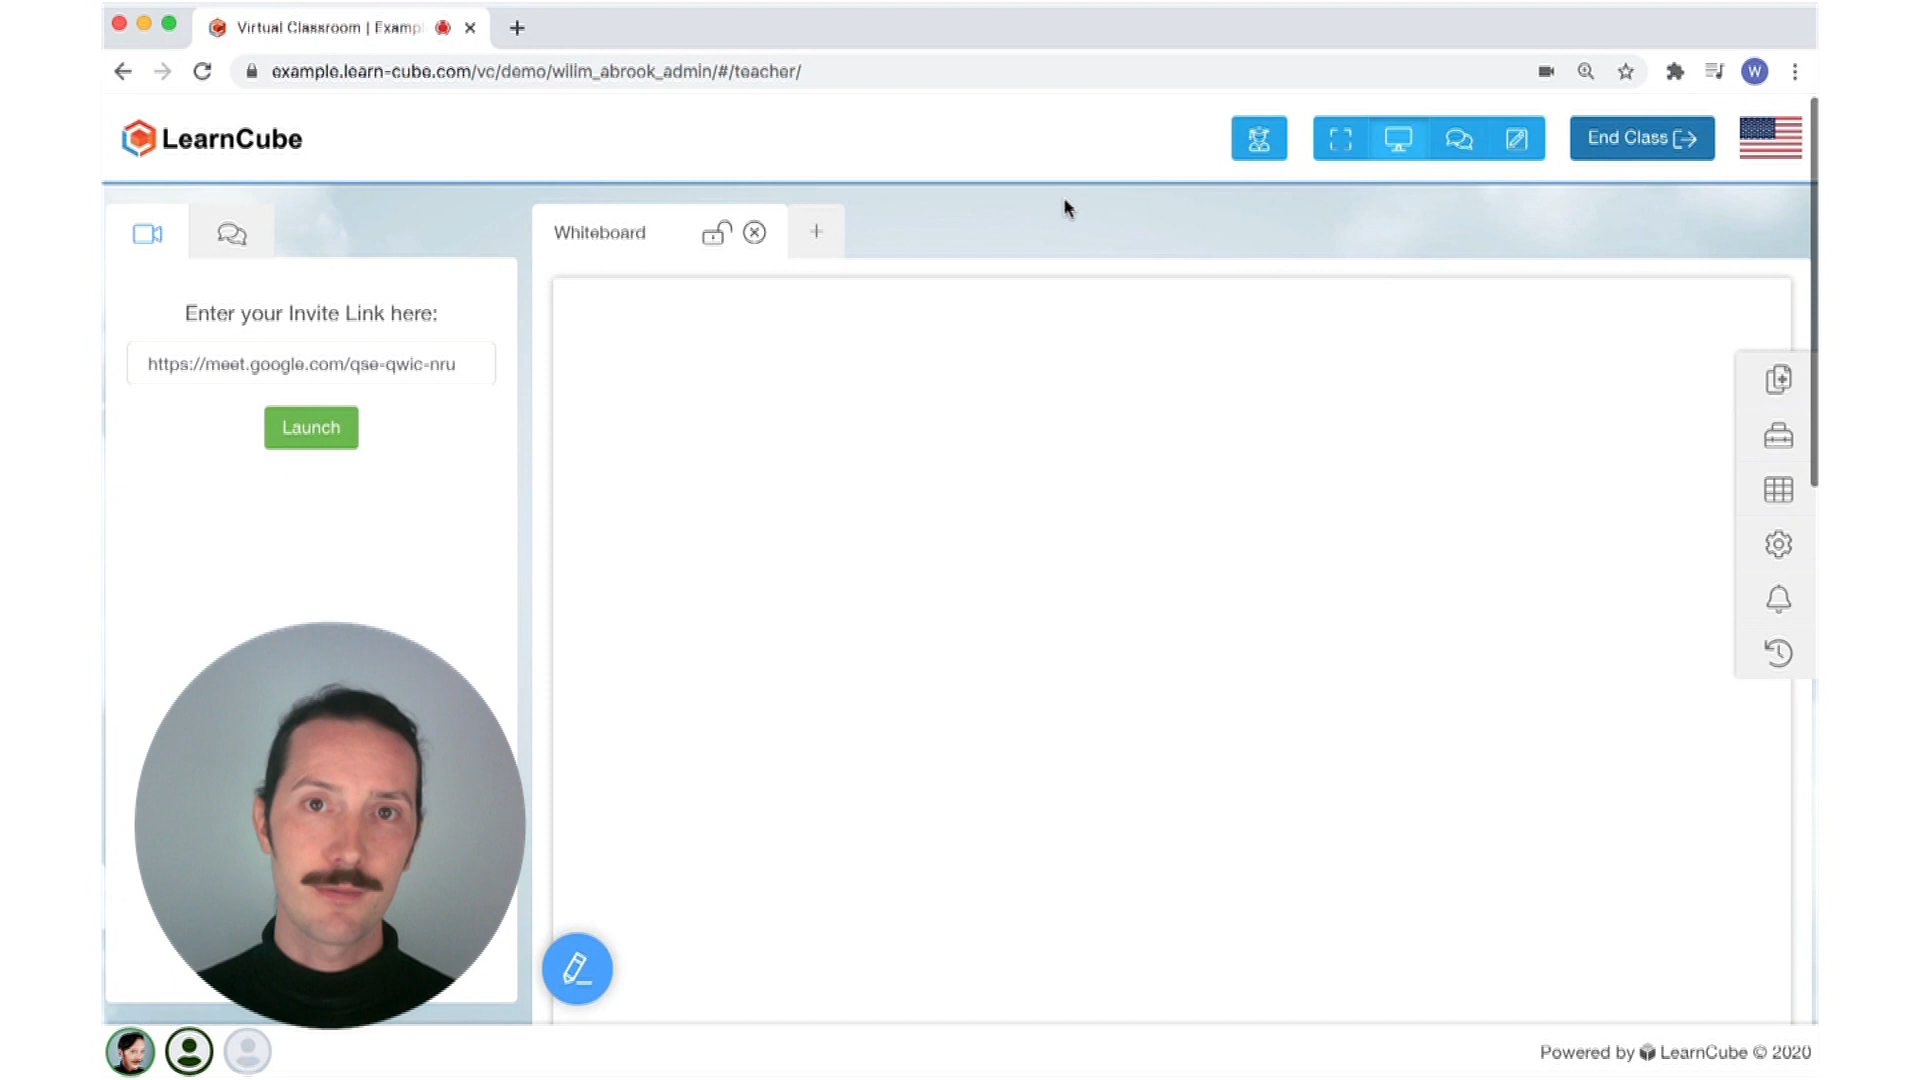 Virtual Classroom | Examp
example.learn-cube.com/vc/demo/wilim_abrook_admin/#/teacher/
W
LearnCube
End Class
Whiteboard
Enter your Invite Link here:
https://meet.google.com/qse-qwic-nru
Launch
Powered by LearnCube © 2020